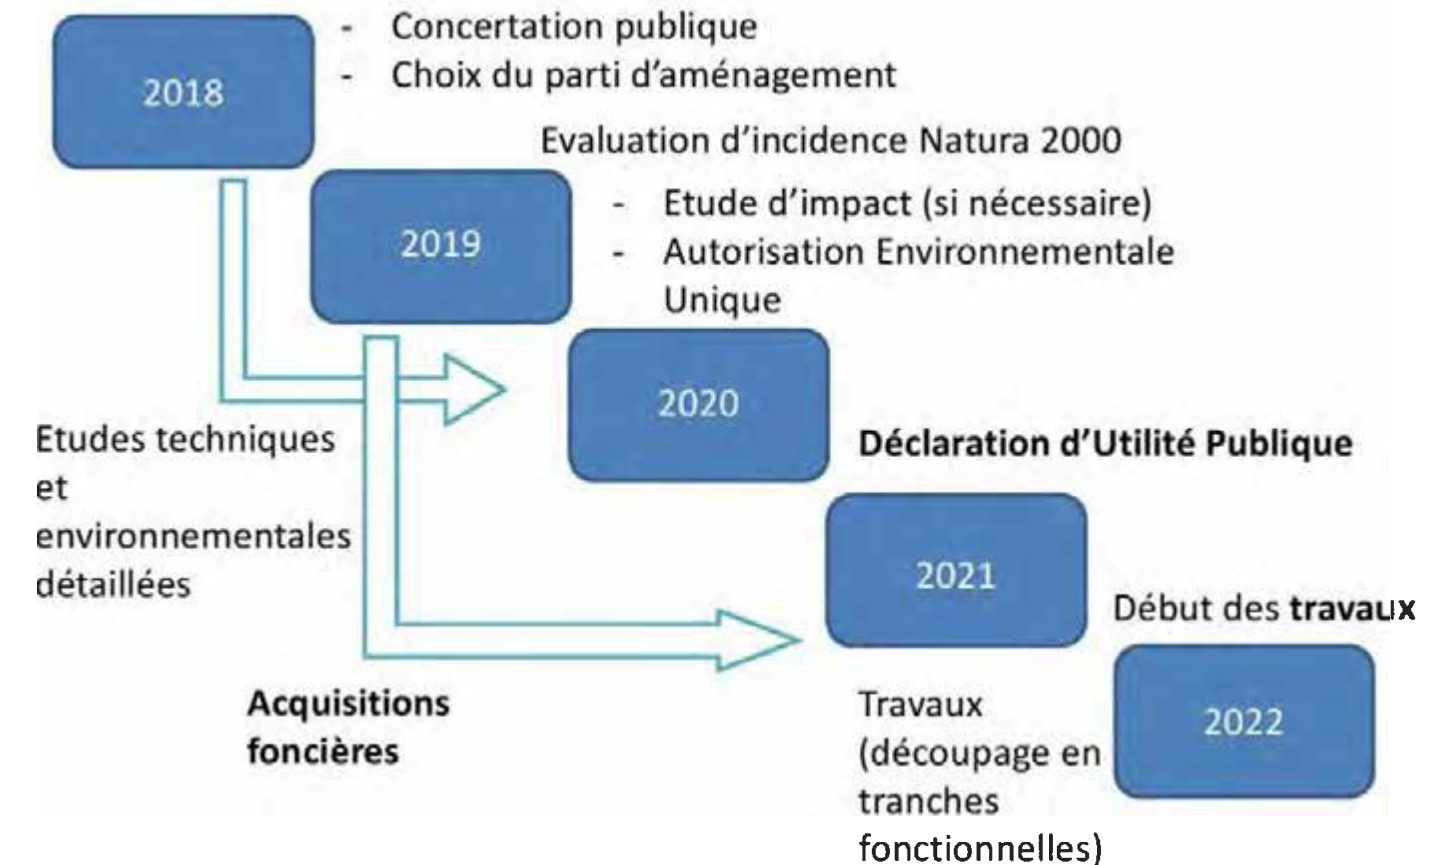 2018
- Concertation publique
- Choix du parti d'aménagement
Evaluation d'incidence Natura 2000
2019
- Etude d'impact (si nécessaire)
- Autorisation Environnementale
Unique
2020
Déclaration d'Utilité Publique
Etudes techniques
et
environnementales
détaillées
2021
Début des travaux
Acquisitions
foncières
2022
Travaux
(découpage en
tranches
fonctionnelles)